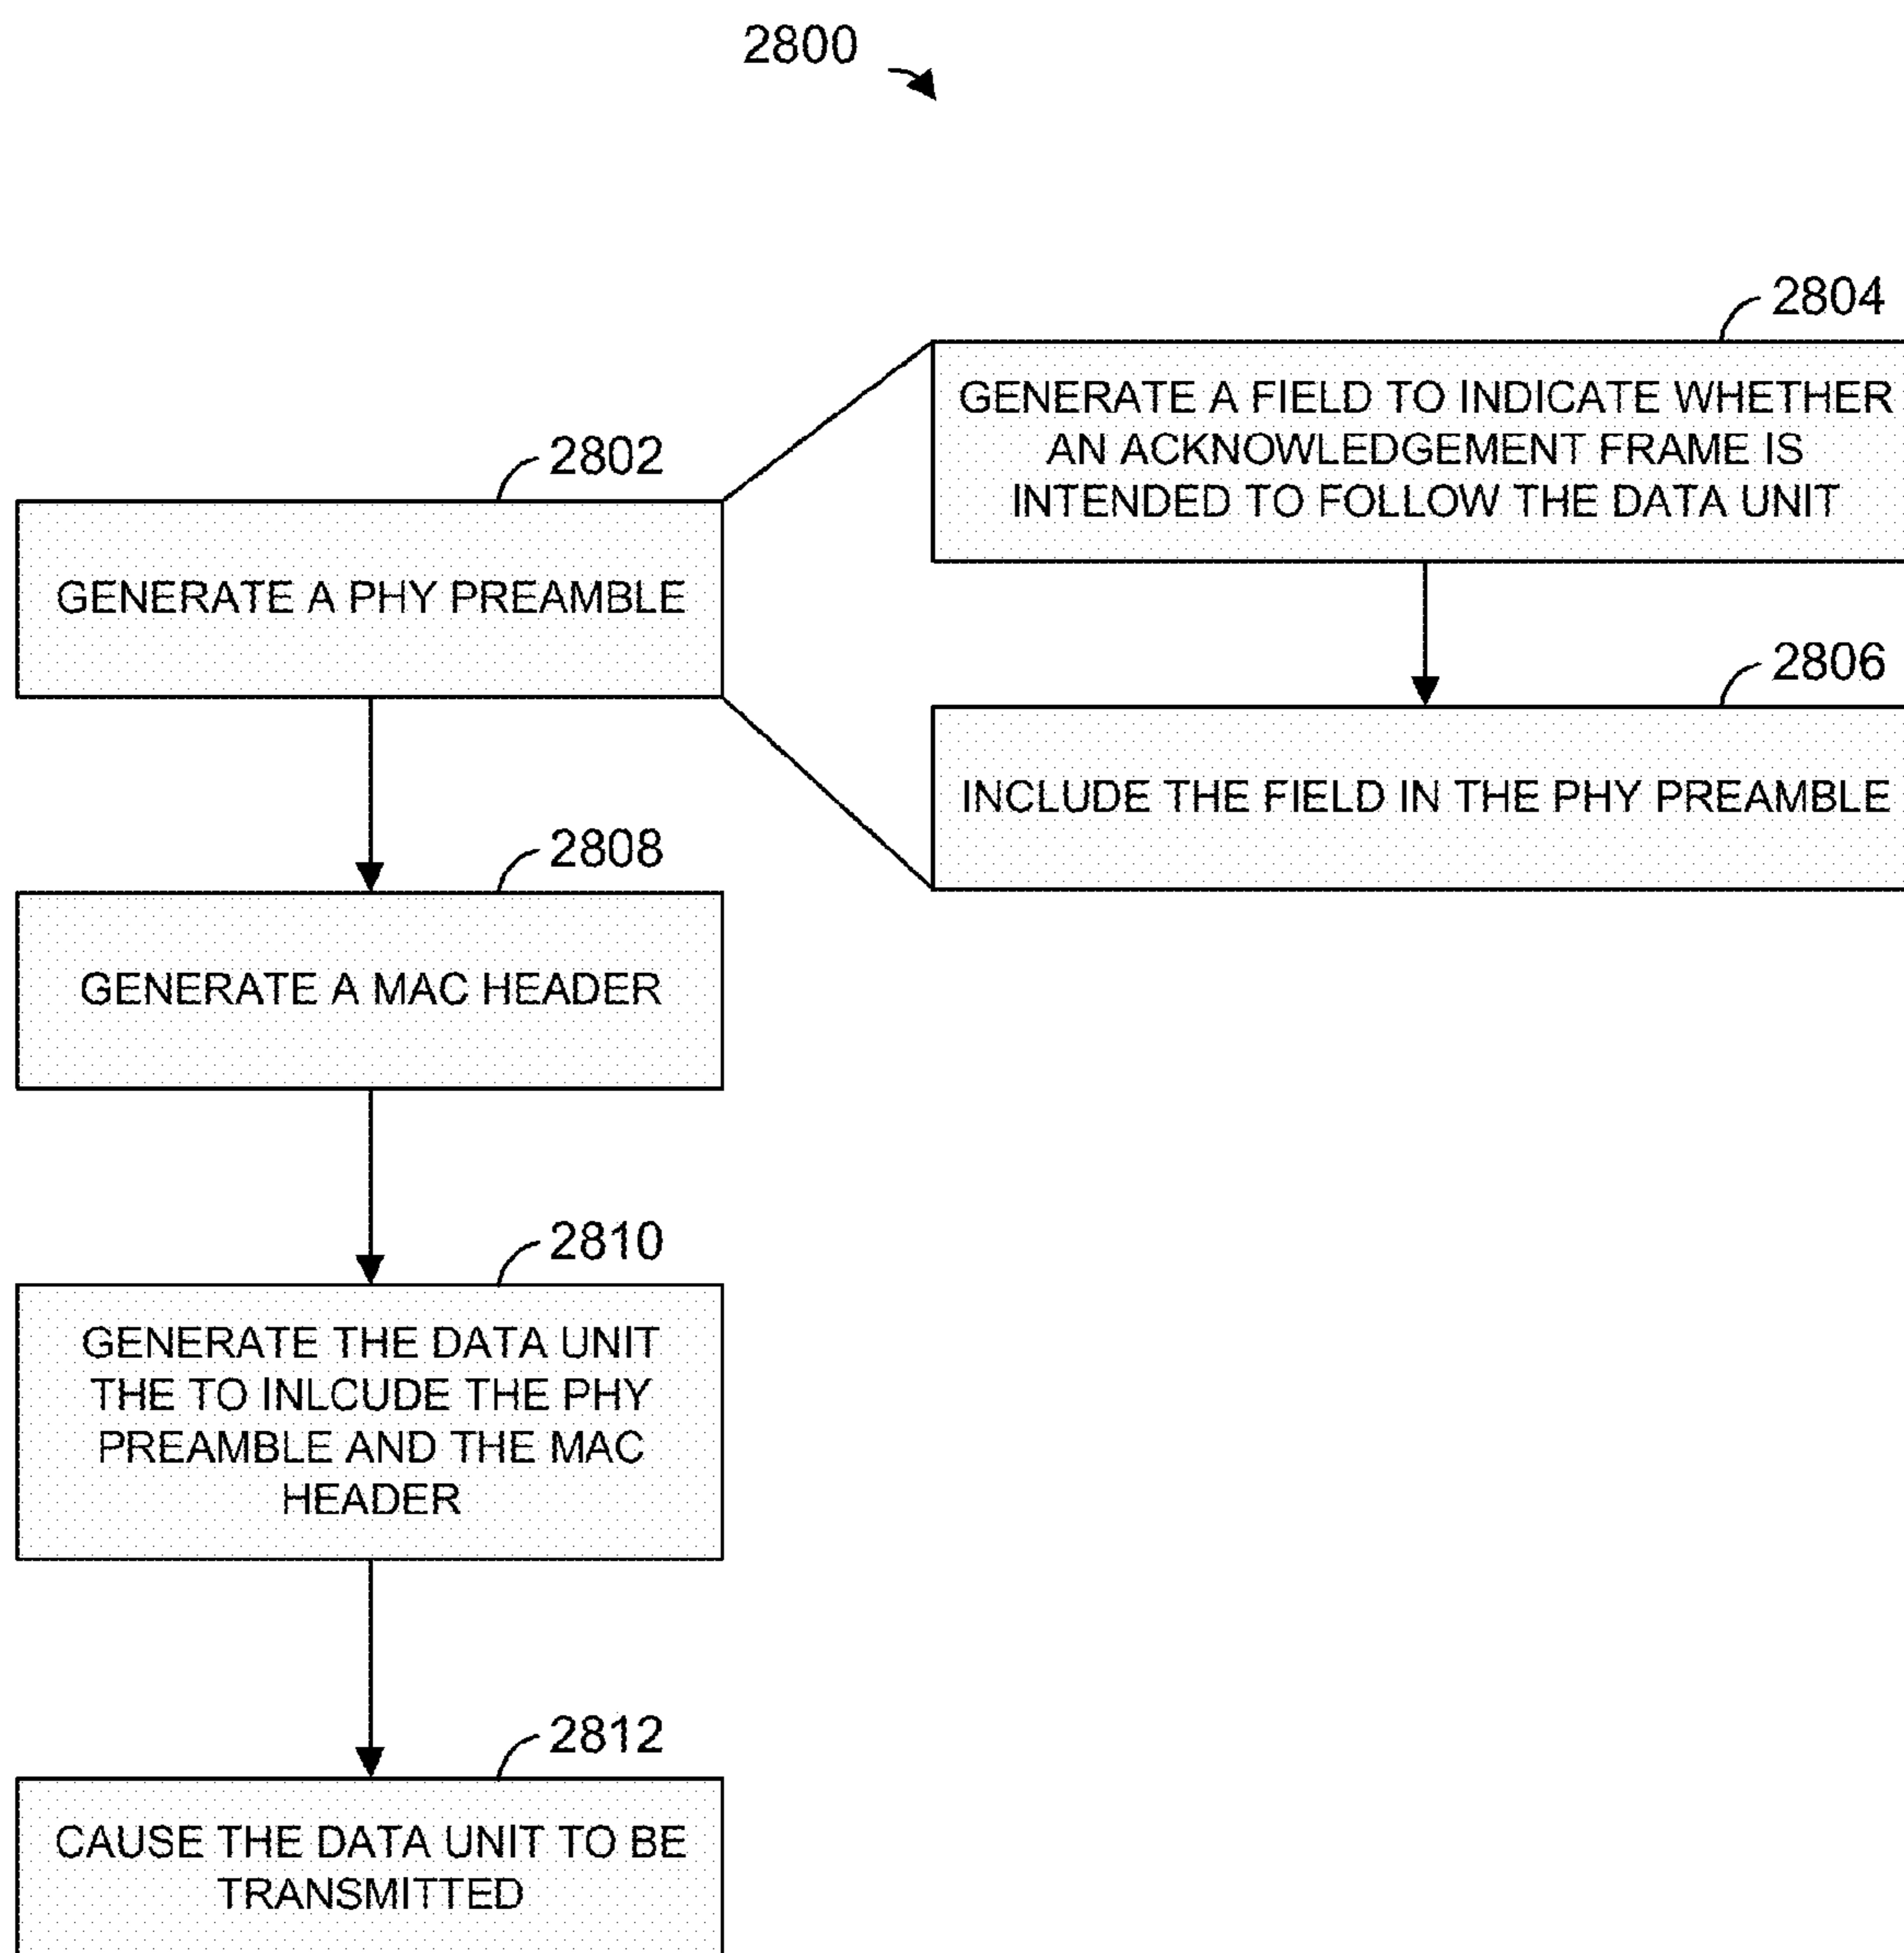 2800
2802
GENERATE A PHY PREAMBLE
2804
GENERATE A FIELD TO INDICATE WHETHER
AN ACKNOWLEDGEMENT FRAME IS
INTENDED TO FOLLOW THE DATA UNIT
2806
INCLUDE THE FIELD IN THE PHY PREAMBLE
2808
GENERATE A MAC HEADER
2810
GENERATE THE DATA UNIT
THE TO INLCUDE THE PHY
PREAMBLE AND THE MAC
HEADER
2812
CAUSE THE DATA UNIT TO BE
TRANSMITTED